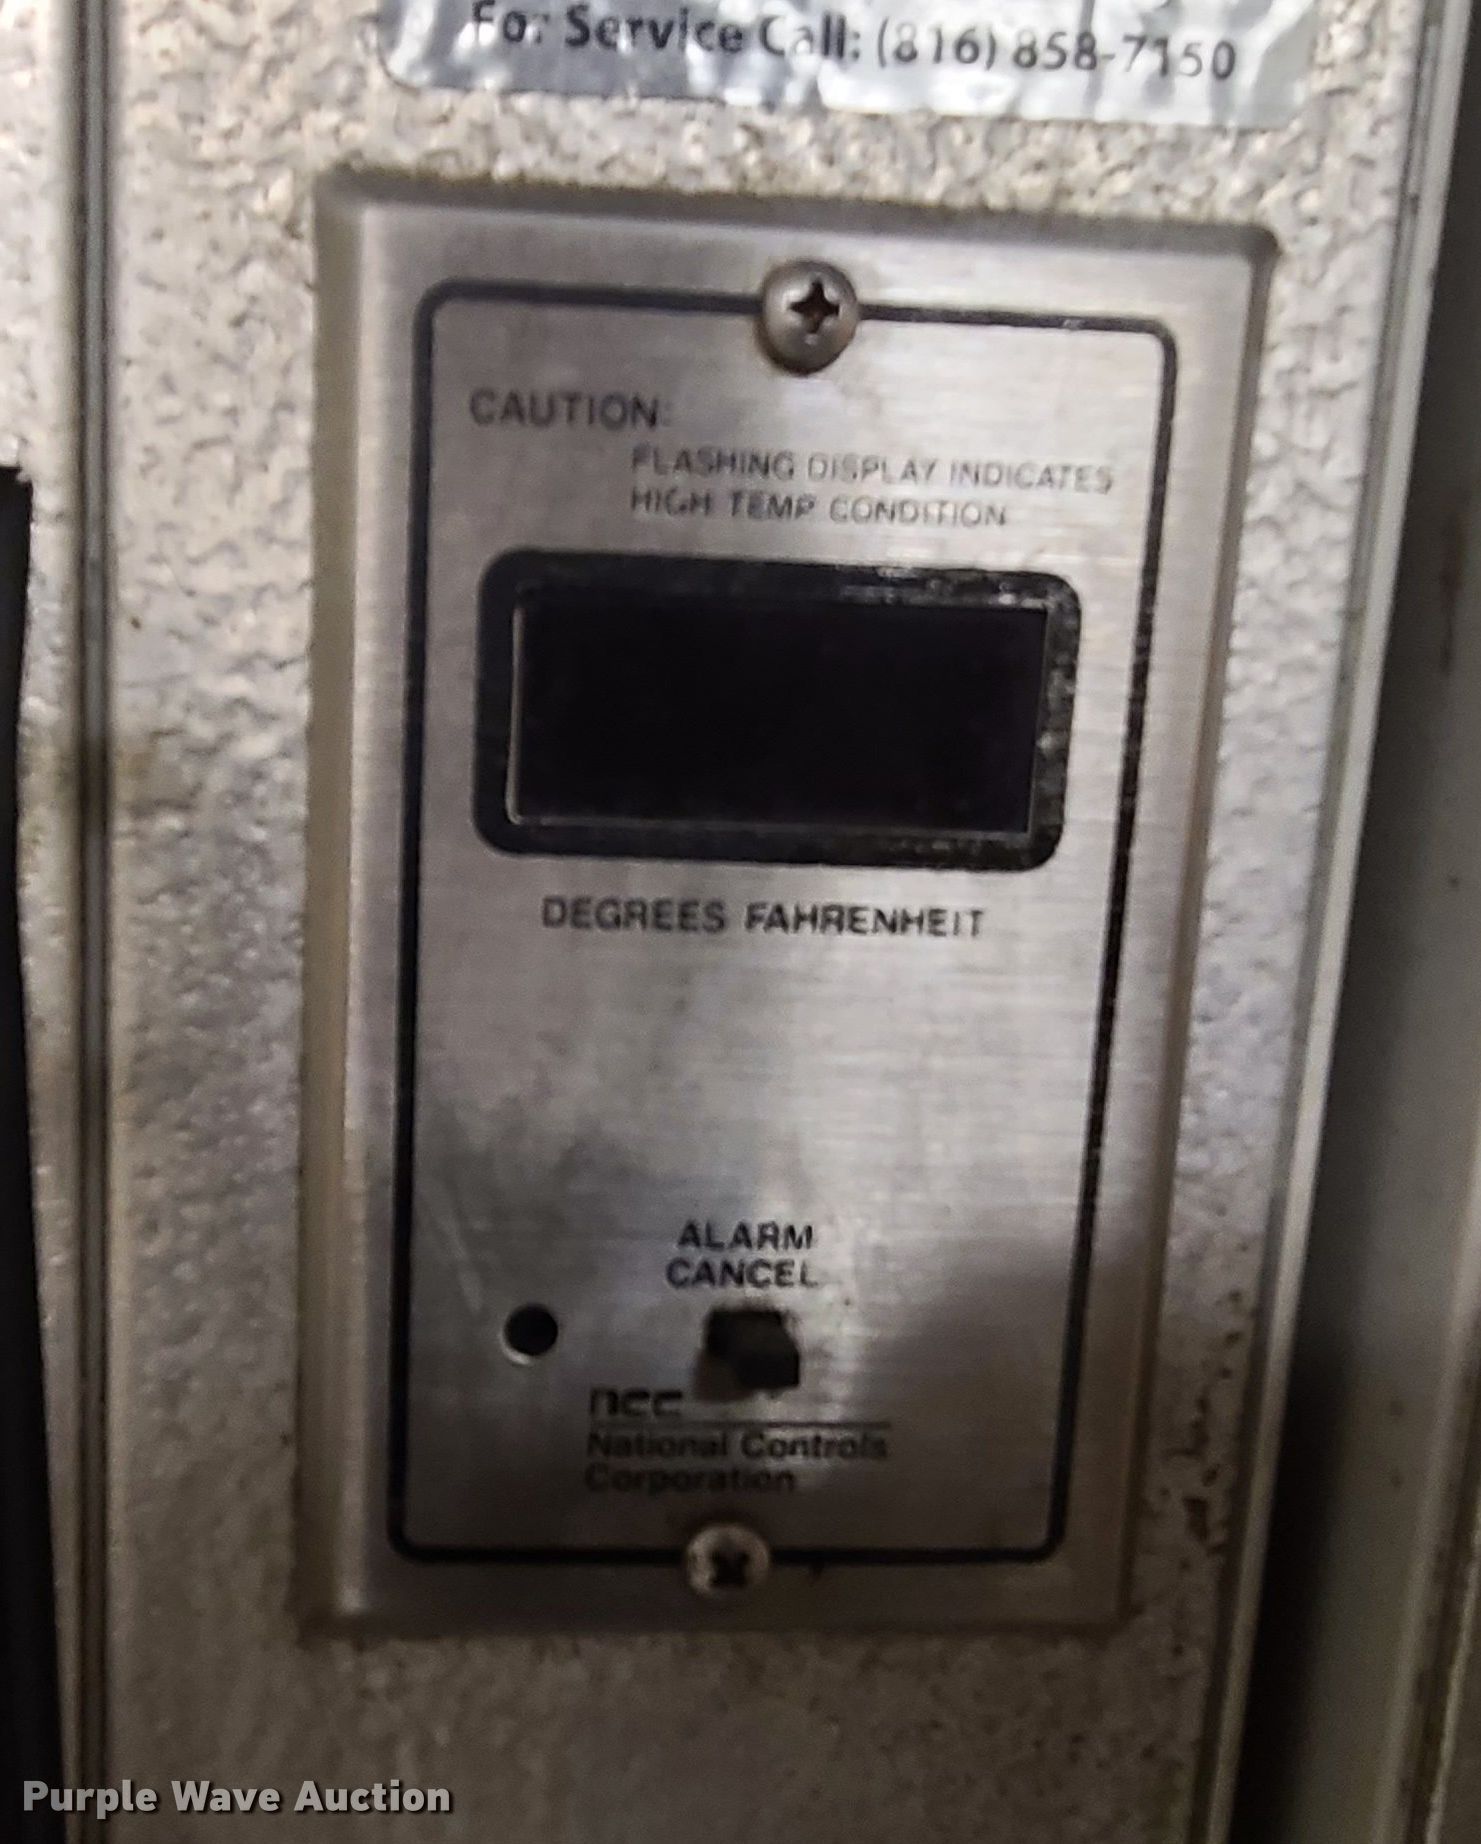 For Service Call: (816) 858-7150
CAUTION:
FLASHING DISPLAY INDICATES
HIGH TEMP CONDITION
DEGREES FAHRENHEIT
ALARM
CANCEL
ncc
National Controls
Corporation
Purple Wave Auction